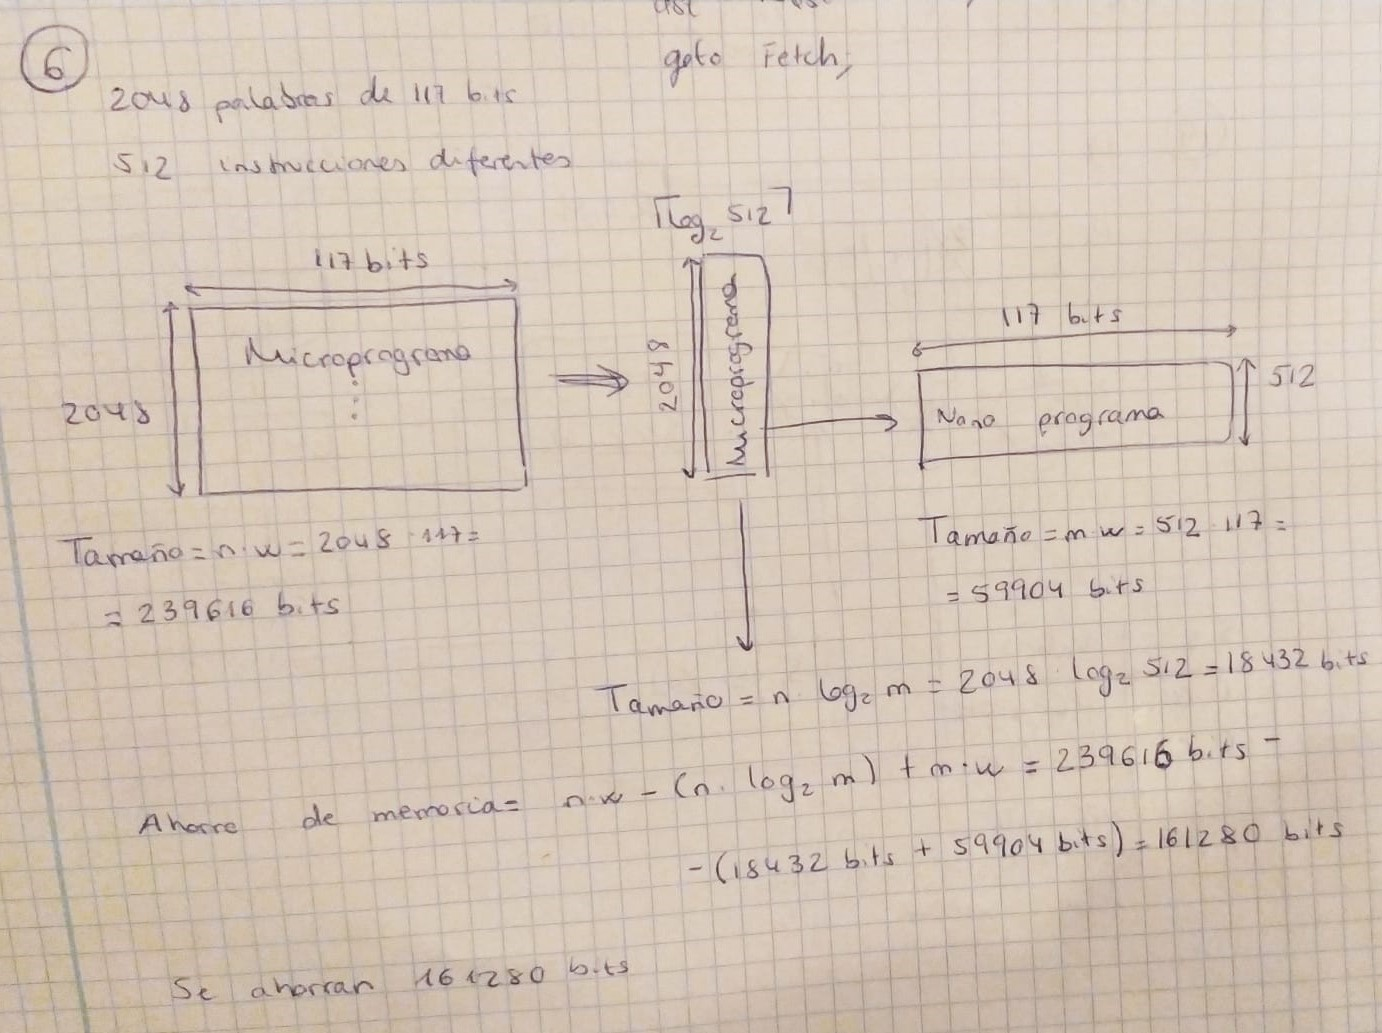 goto Fetch;
6
2048 palabras de 117 bits
512 instrucciones diferentes
⌈log₂ 512⌉
117 bits
Microprograma
2048
2048
Microprograma
117 bits
Nano programa
512
Tamaño = n·w = 2048 · 117 =
= 239616 bits
Tamaño = m·w = 512 · 117 =
= 59904 bits
Tamaño = n log₂ m = 2048 · log₂ 512 = 18432 bits
Ahorro de memoria = n·w - (n· log₂ m) + m·w = 239616 bits -
- (18432 bits + 59904 bits) = 161280 bits
Se ahorran 161280 bits